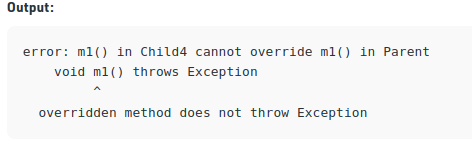 Output:
error: m1() in Child4 cannot override m1() in Parent
    void m1() throws Exception
         ^
  overridden method does not throw Exception